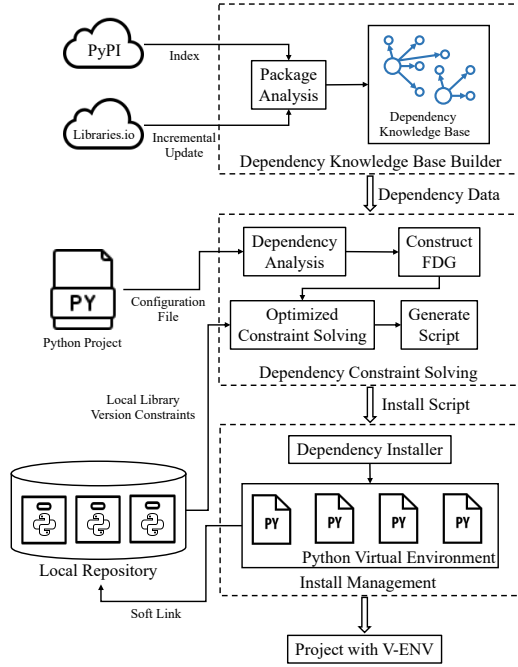 PyPI
Index
Package
Analysis
Libraries.io
Incremental
Update
Dependency
Knowledge Base
Dependency Knowledge Base Builder
Dependency Data
Dependency
Analysis
Construct
FDG
PY
Configuration
File
Python Project
Optimized
Constraint Solving
Generate
Script
Dependency Constraint Solving
Local Library
Version Constraints
Install Script
Dependency Installer
PY
PY
PY
PY
Python Virtual Environment
Local Repository
Install Management
Soft Link
Project with V-ENV